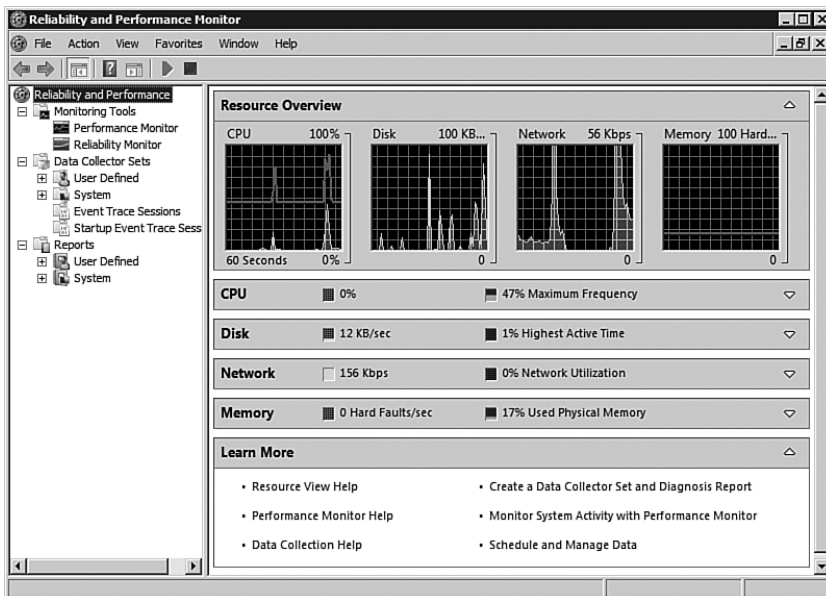 Reliability and Performance Monitor
File Action View Favorites Window Help
Reliability and Performance
Monitoring Tools
Performance Monitor
Reliability Monitor
Data Collector Sets
User Defined
System
Event Trace Sessions
Startup Event Trace Sess
Reports
User Defined
System
Resource Overview
CPU 100% Disk 100 KB... Network 56 Kbps Memory 100 Hard...
60 Seconds 0% 0 0 0
CPU 0% 47% Maximum Frequency
Disk 12 KB/sec 1% Highest Active Time
Network 156 Kbps 0% Network Utilization
Memory 0 Hard Faults/sec 17% Used Physical Memory
Learn More
• Resource View Help • Create a Data Collector Set and Diagnosis Report
• Performance Monitor Help • Monitor System Activity with Performance Monitor
• Data Collection Help • Schedule and Manage Data